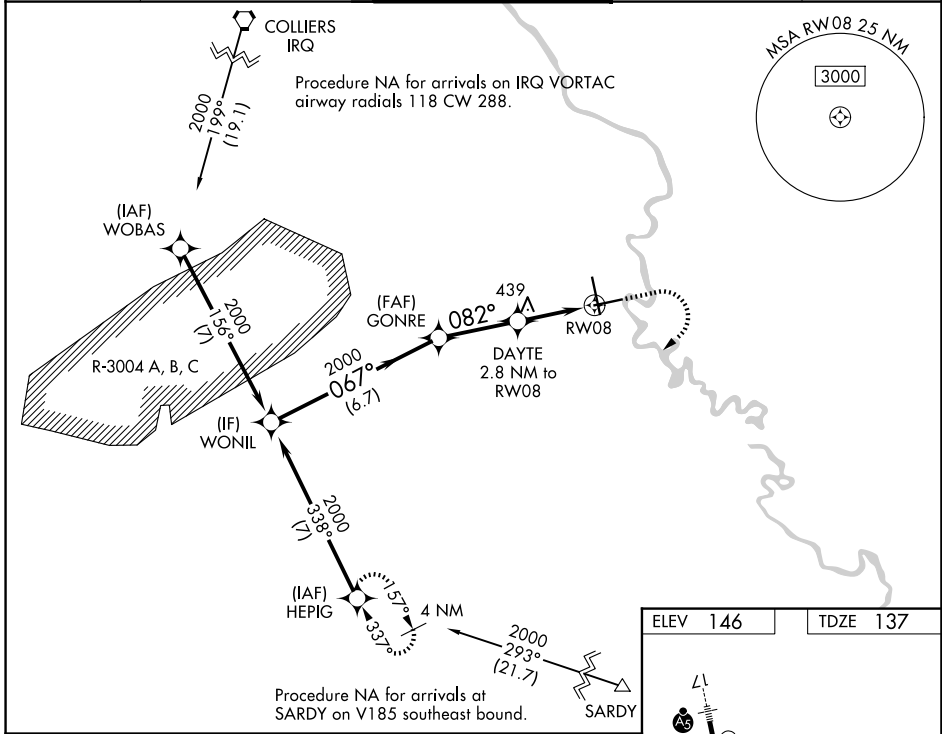 COLLIERS
IRQ
Procedure NA for arrivals on IRQ VORTAC
airway radials 118 CW 288.
MSA RW08 25 NM
3000
2000
199°
(19.1)
(IAF)
WOBAS
2000
156°
(7)
R-3004 A, B, C
(IF)
WONIL
2000
067°
(6.7)
(FAF)
GONRE
082°
439
DAYTE
2.8 NM to
RW08
RW08
2000
338°
(7)
(IAF)
HEPIG
157°
337°
4 NM
2000
293°
(21.7)
SARDY
Procedure NA for arrivals at
SARDY on V185 southeast bound.
ELEV 146
TDZE 137
17
A5